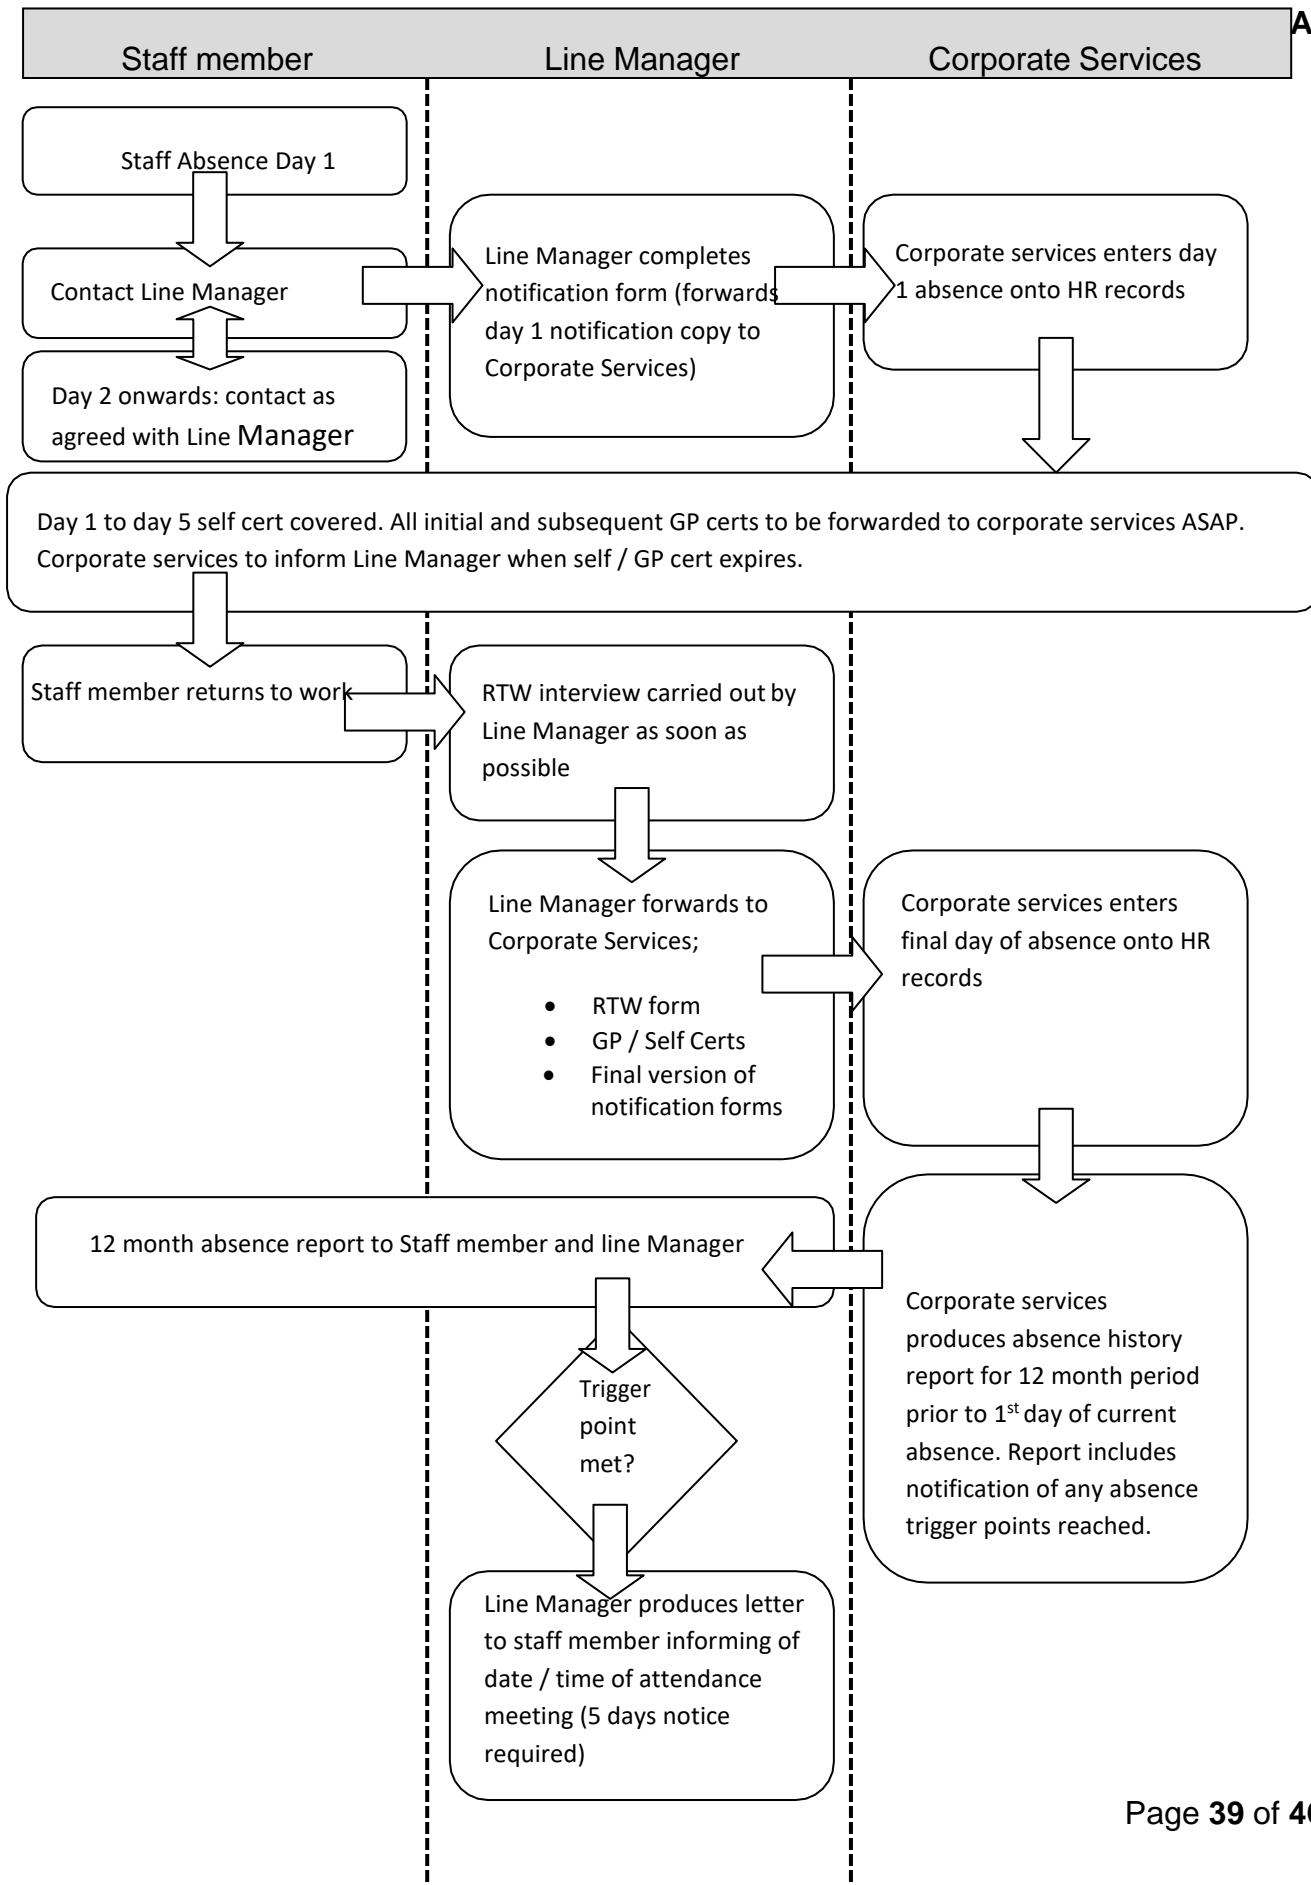 A
Staff member
Line Manager
Corporate Services
Staff Absence Day 1
Contact Line Manager
Day 2 onwards: contact as
agreed with Line Manager
Line Manager completes
notification form (forwards
day 1 notification copy to
Corporate Services)
Corporate services enters day
1 absence onto HR records
Day 1 to day 5 self cert covered. All initial and subsequent GP certs to be forwarded to corporate services ASAP.
Corporate services to inform Line Manager when self / GP cert expires.
Staff member returns to work
RTW interview carried out by
Line Manager as soon as
possible
Line Manager forwards to
Corporate Services;
• RTW form
• GP / Self Certs
• Final version of
notification forms
Corporate services enters
final day of absence onto HR
records
12 month absence report to Staff member and line Manager
Corporate services
produces absence history
report for 12 month period
prior to 1st day of current
absence. Report includes
notification of any absence
trigger points reached.
Trigger
point
met?
Line Manager produces letter
to staff member informing of
date / time of attendance
meeting (5 days notice
required)
Page 39 of